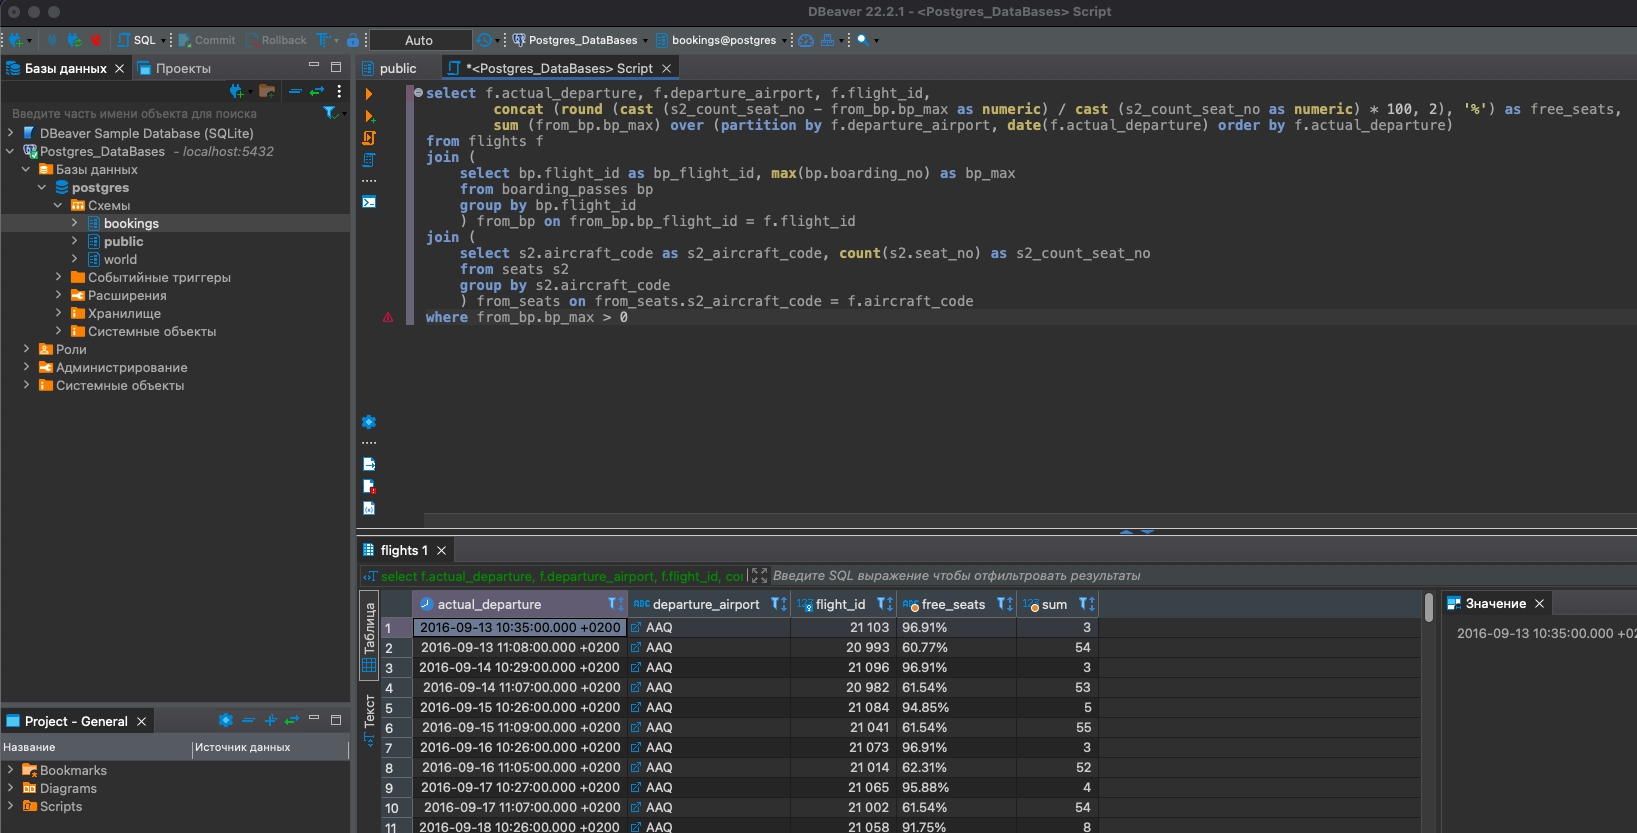 DBeaver 22.2.1 - <Postgres_DataBases> Script
SQL Commit Rollback Auto Postgres_DataBases bookings@postgres
Базы данных Проекты
Введите часть имени объекта для поиска
DBeaver Sample Database (SQLite)
Postgres_DataBases - localhost:5432
Базы данных
postgres
Схемы
bookings
public
world
Событийные триггеры
Расширения
Хранилище
Системные объекты
Роли
Администрирование
Системные объекты
Project - General
Название Источник данных
Bookmarks
Diagrams
Scripts
public *<Postgres_DataBases> Script
select f.actual_departure, f.departure_airport, f.flight_id,
concat (round (cast (s2_count_seat_no - from_bp.bp_max as numeric) / cast (s2_count_seat_no as numeric) * 100, 2), '%') as free_seats,
sum (from_bp.bp_max) over (partition by f.departure_airport, date(f.actual_departure) order by f.actual_departure)
from flights f
join (
select bp.flight_id as bp_flight_id, max(bp.boarding_no) as bp_max
from boarding_passes bp
group by bp.flight_id
) from_bp on from_bp.bp_flight_id = f.flight_id
join (
select s2.aircraft_code as s2_aircraft_code, count(s2.seat_no) as s2_count_seat_no
from seats s2
group by s2.aircraft_code
) from_seats on from_seats.s2_aircraft_code = f.aircraft_code
where from_bp.bp_max > 0
flights 1
select f.actual_departure, f.departure_airport, f.flight_id, cor Введите SQL выражение чтобы отфильтровать результаты
Таблица
Текст
actual_departure ABC departure_airport 123 flight_id ABC free_seats 123 sum
1 2016-09-13 10:35:00.000 +0200 AAQ 21 103 96.91% 3
2 2016-09-13 11:08:00.000 +0200 AAQ 20 993 60.77% 54
3 2016-09-14 10:29:00.000 +0200 AAQ 21 096 96.91% 3
4 2016-09-14 11:07:00.000 +0200 AAQ 20 982 61.54% 53
5 2016-09-15 10:26:00.000 +0200 AAQ 21 084 94.85% 5
6 2016-09-15 11:09:00.000 +0200 AAQ 21 041 61.54% 55
7 2016-09-16 10:26:00.000 +0200 AAQ 21 073 96.91% 3
8 2016-09-16 11:05:00.000 +0200 AAQ 21 014 62.31% 52
9 2016-09-17 10:27:00.000 +0200 AAQ 21 065 95.88% 4
10 2016-09-17 11:07:00.000 +0200 AAQ 21 002 61.54% 54
11 2016-09-18 10:26:00.000 +0200 AAQ 21 058 91.75% 8
Значение
2016-09-13 10:35:00.000 +02